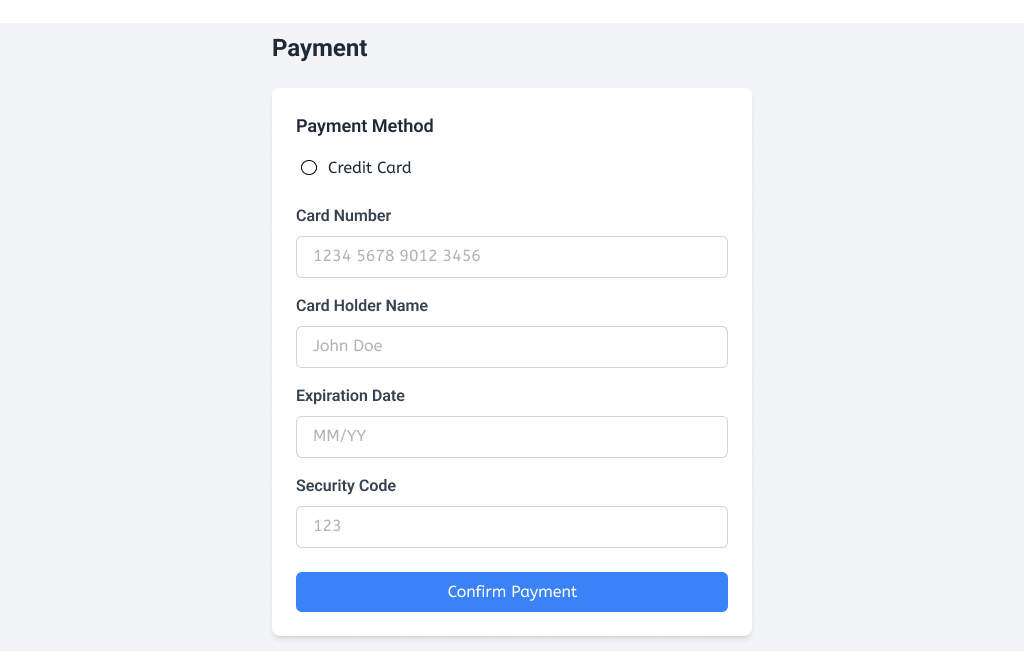 Payment
Payment Method
Credit Card
Card Number
1234 5678 9012 3456
Card Holder Name
John Doe
Expiration Date
MM/YY
Security Code
123
Confirm Payment